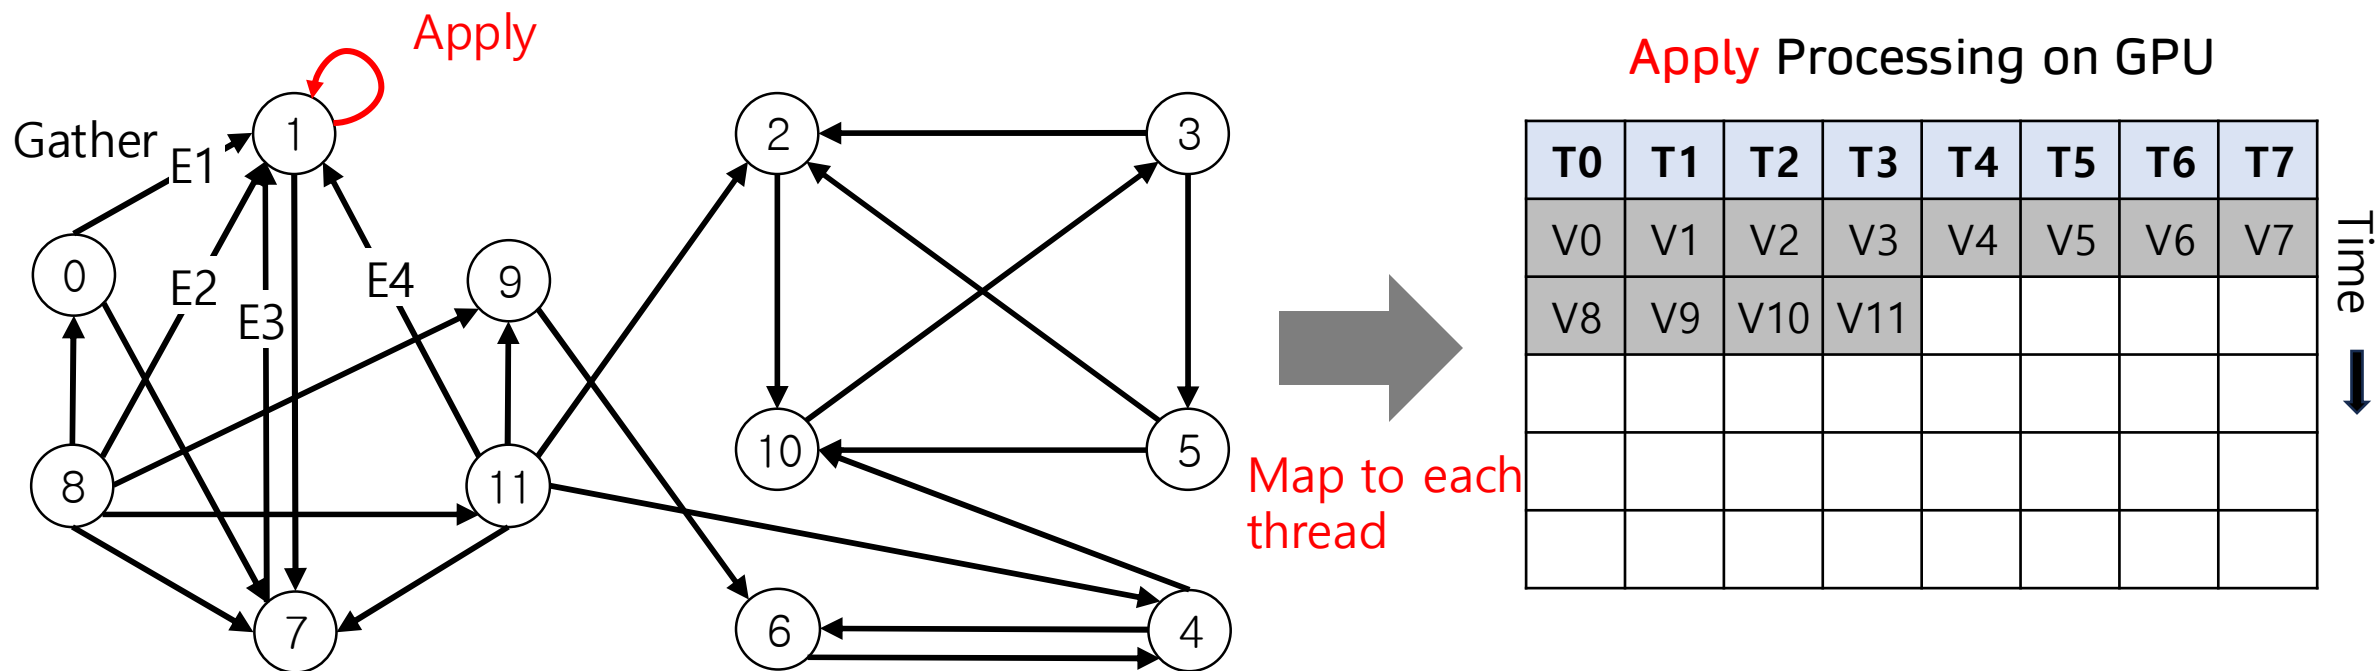 Apply
Gather
E1
E2
E3
E4
1
0
9
8
11
7
2
3
10
5
6
4
Map to each
thread
Apply Processing on GPU
T0 T1 T2 T3 T4 T5 T6 T7
V0 V1 V2 V3 V4 V5 V6 V7
V8 V9 V10 V11
Time